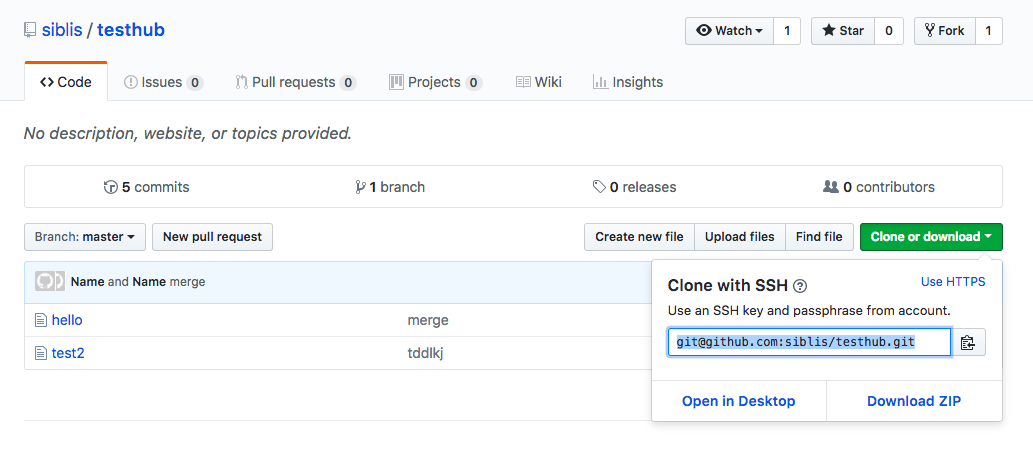 siblis / testhub
Watch 1 Star 0 Fork 1
Code Issues 0 Pull requests 0 Projects 0 Wiki Insights
No description, website, or topics provided.
5 commits 1 branch 0 releases 0 contributors
Branch: master New pull request Create new file Upload files Find file Clone or download
Name and Name merge
hello merge
test2 tddlkj
Clone with SSH ? Use HTTPS
Use an SSH key and passphrase from account.
git@github.com:siblis/testhub.git
Open in Desktop Download ZIP